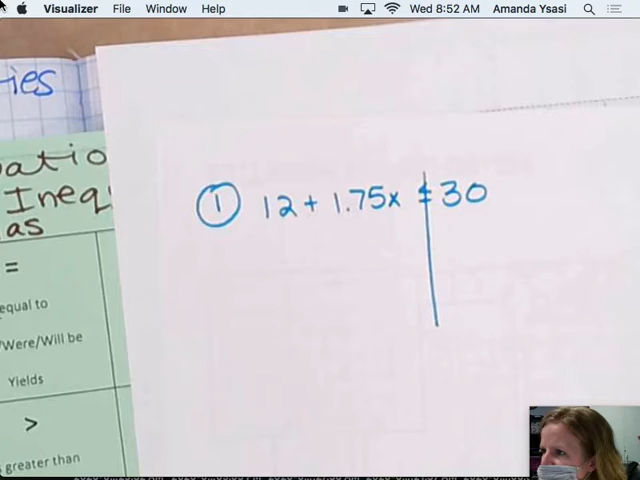 Visualizer File Window Help Wed 8:52 AM Amanda Ysasi
ies
atio
Inequ
as
=
equal to
/Were/Will be
Yields
>
s greater than
① 12 + 1.75x ≤ 30